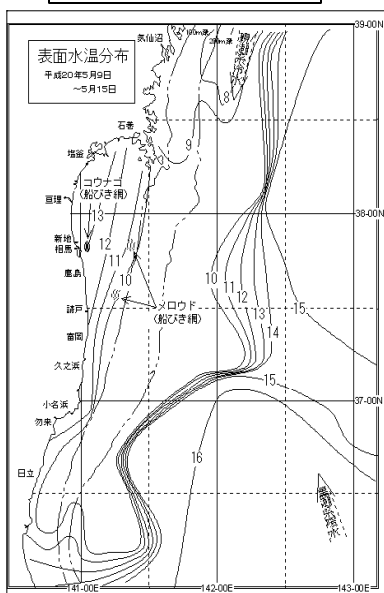 39-00N
気仙沼
100m深
200m深
親潮系冷水
表面水温分布
平成20年5月9日
～5月15日
8
石巻
9
塩釜
コウナゴ
(船びき網)
亘理
13
38-00N
新地
相馬
12
11
鹿島
10
10
11
12
メロウド
(船びき網)
請戸
13
15
富岡
14
久之浜
15
小名浜
37-00N
勿来
16
日立
141-00E
142-00E
143-00E